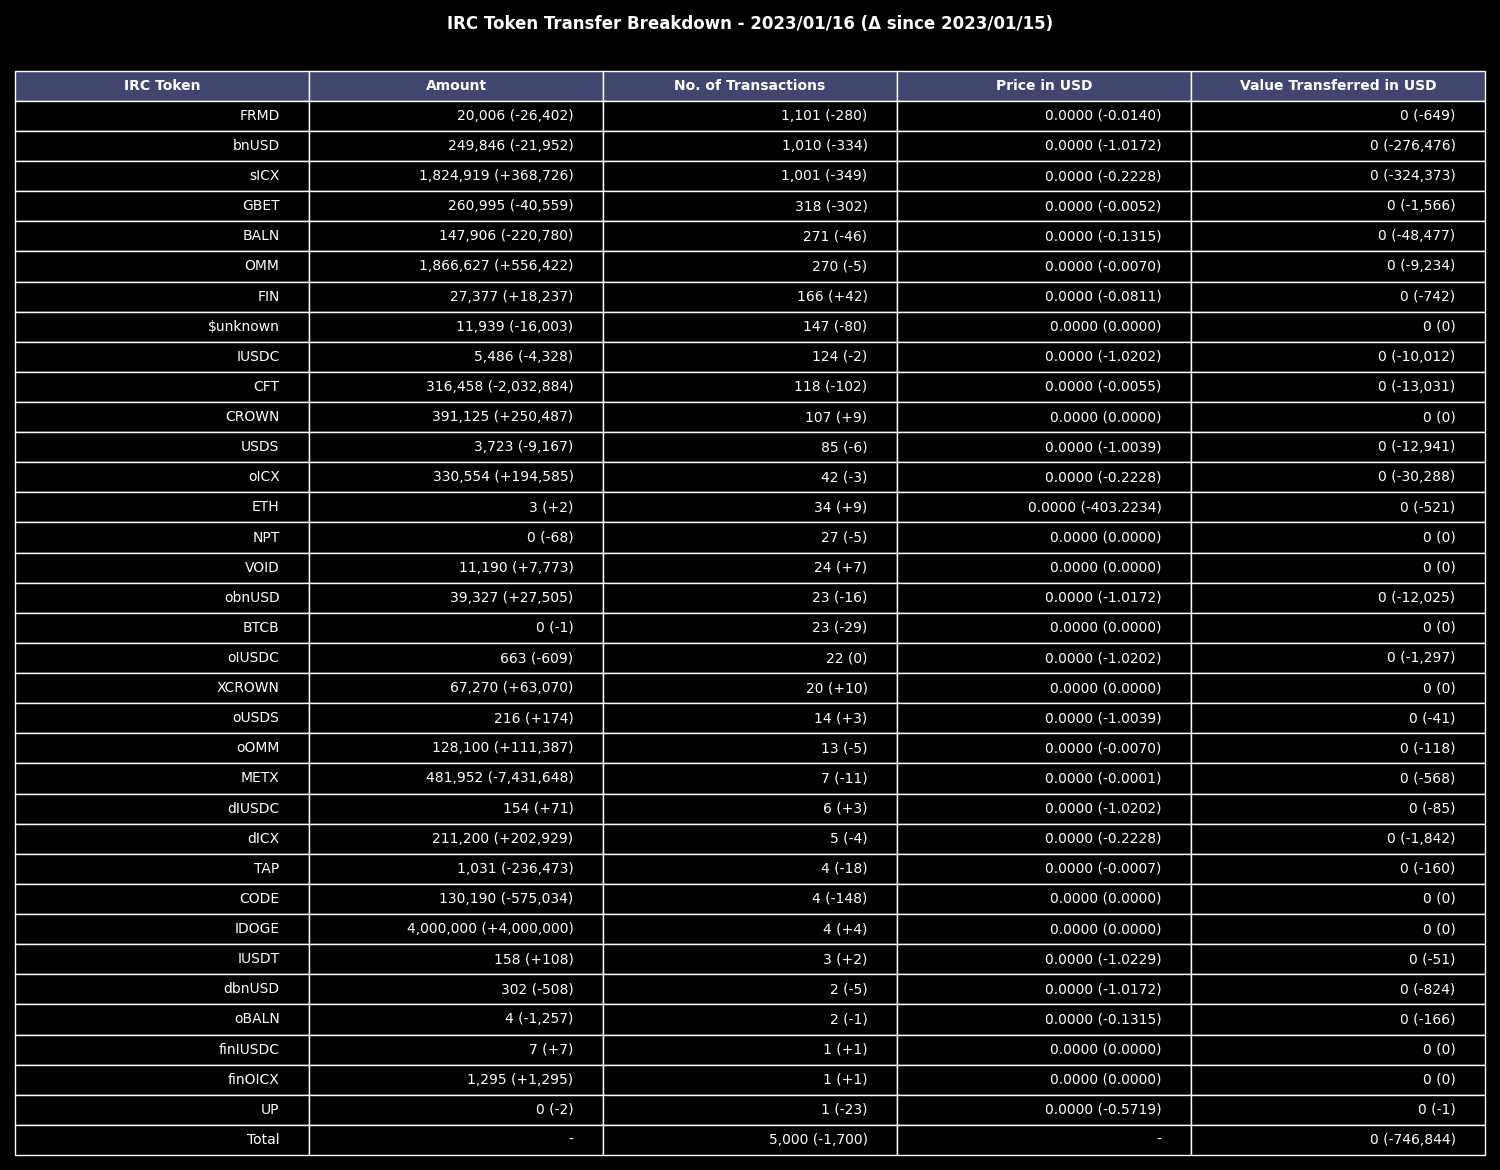 IRC Token Transfer Breakdown - 2023/01/16 (Δ since 2023/01/15)
IRC Token Amount No. of Transactions Price in USD Value Transferred in USD
FRMD 20,006 (-26,402) 1,101 (-280) 0.0000 (-0.0140) 0 (-649)
bnUSD 249,846 (-21,952) 1,010 (-334) 0.0000 (-1.0172) 0 (-276,476)
sICX 1,824,919 (+368,726) 1,001 (-349) 0.0000 (-0.2228) 0 (-324,373)
GBET 260,995 (-40,559) 318 (-302) 0.0000 (-0.0052) 0 (-1,566)
BALN 147,906 (-220,780) 271 (-46) 0.0000 (-0.1315) 0 (-48,477)
OMM 1,866,627 (+556,422) 270 (-5) 0.0000 (-0.0070) 0 (-9,234)
FIN 27,377 (+18,237) 166 (+42) 0.0000 (-0.0811) 0 (-742)
$unknown 11,939 (-16,003) 147 (-80) 0.0000 (0.0000) 0 (0)
IUSDC 5,486 (-4,328) 124 (-2) 0.0000 (-1.0202) 0 (-10,012)
CFT 316,458 (-2,032,884) 118 (-102) 0.0000 (-0.0055) 0 (-13,031)
CROWN 391,125 (+250,487) 107 (+9) 0.0000 (0.0000) 0 (0)
USDS 3,723 (-9,167) 85 (-6) 0.0000 (-1.0039) 0 (-12,941)
oICX 330,554 (+194,585) 42 (-3) 0.0000 (-0.2228) 0 (-30,288)
ETH 3 (+2) 34 (+9) 0.0000 (-403.2234) 0 (-521)
NPT 0 (-68) 27 (-5) 0.0000 (0.0000) 0 (0)
VOID 11,190 (+7,773) 24 (+7) 0.0000 (0.0000) 0 (0)
obnUSD 39,327 (+27,505) 23 (-16) 0.0000 (-1.0172) 0 (-12,025)
BTCB 0 (-1) 23 (-29) 0.0000 (0.0000) 0 (0)
oIUSDC 663 (-609) 22 (0) 0.0000 (-1.0202) 0 (-1,297)
XCROWN 67,270 (+63,070) 20 (+10) 0.0000 (0.0000) 0 (0)
oUSDS 216 (+174) 14 (+3) 0.0000 (-1.0039) 0 (-41)
oOMM 128,100 (+111,387) 13 (-5) 0.0000 (-0.0070) 0 (-118)
METX 481,952 (-7,431,648) 7 (-11) 0.0000 (-0.0001) 0 (-568)
dIUSDC 154 (+71) 6 (+3) 0.0000 (-1.0202) 0 (-85)
dICX 211,200 (+202,929) 5 (-4) 0.0000 (-0.2228) 0 (-1,842)
TAP 1,031 (-236,473) 4 (-18) 0.0000 (-0.0007) 0 (-160)
CODE 130,190 (-575,034) 4 (-148) 0.0000 (0.0000) 0 (0)
IDOGE 4,000,000 (+4,000,000) 4 (+4) 0.0000 (0.0000) 0 (0)
IUSDT 158 (+108) 3 (+2) 0.0000 (-1.0229) 0 (-51)
dbnUSD 302 (-508) 2 (-5) 0.0000 (-1.0172) 0 (-824)
oBALN 4 (-1,257) 2 (-1) 0.0000 (-0.1315) 0 (-166)
finIUSDC 7 (+7) 1 (+1) 0.0000 (0.0000) 0 (0)
finOICX 1,295 (+1,295) 1 (+1) 0.0000 (0.0000) 0 (0)
UP 0 (-2) 1 (-23) 0.0000 (-0.5719) 0 (-1)
Total - 5,000 (-1,700) - 0 (-746,844)